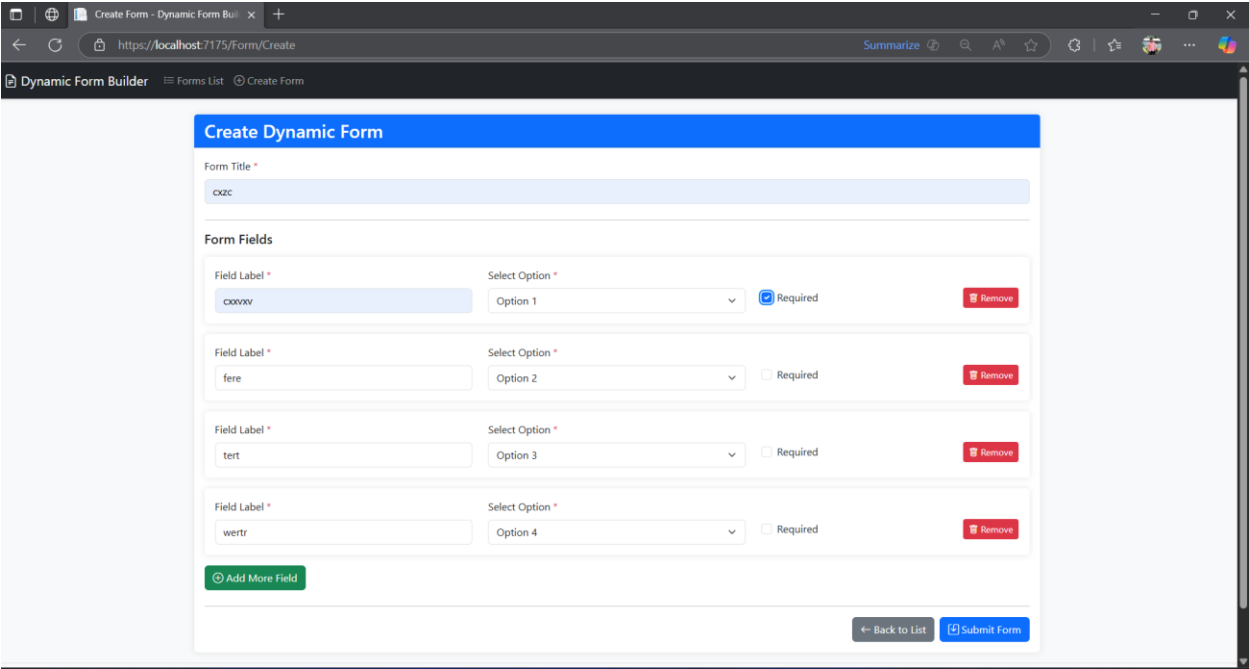 Create Form - Dynamic Form Buil
https://localhost:7175/Form/Create
Summarize
Dynamic Form Builder Forms List Create Form
Create Dynamic Form
Form Title *
cxzc
Form Fields
Field Label * Select Option *
cxxvxv Option 1 Required Remove
Field Label * Select Option *
fere Option 2 Required Remove
Field Label * Select Option *
tert Option 3 Required Remove
Field Label * Select Option *
wertr Option 4 Required Remove
Add More Field
← Back to List Submit Form